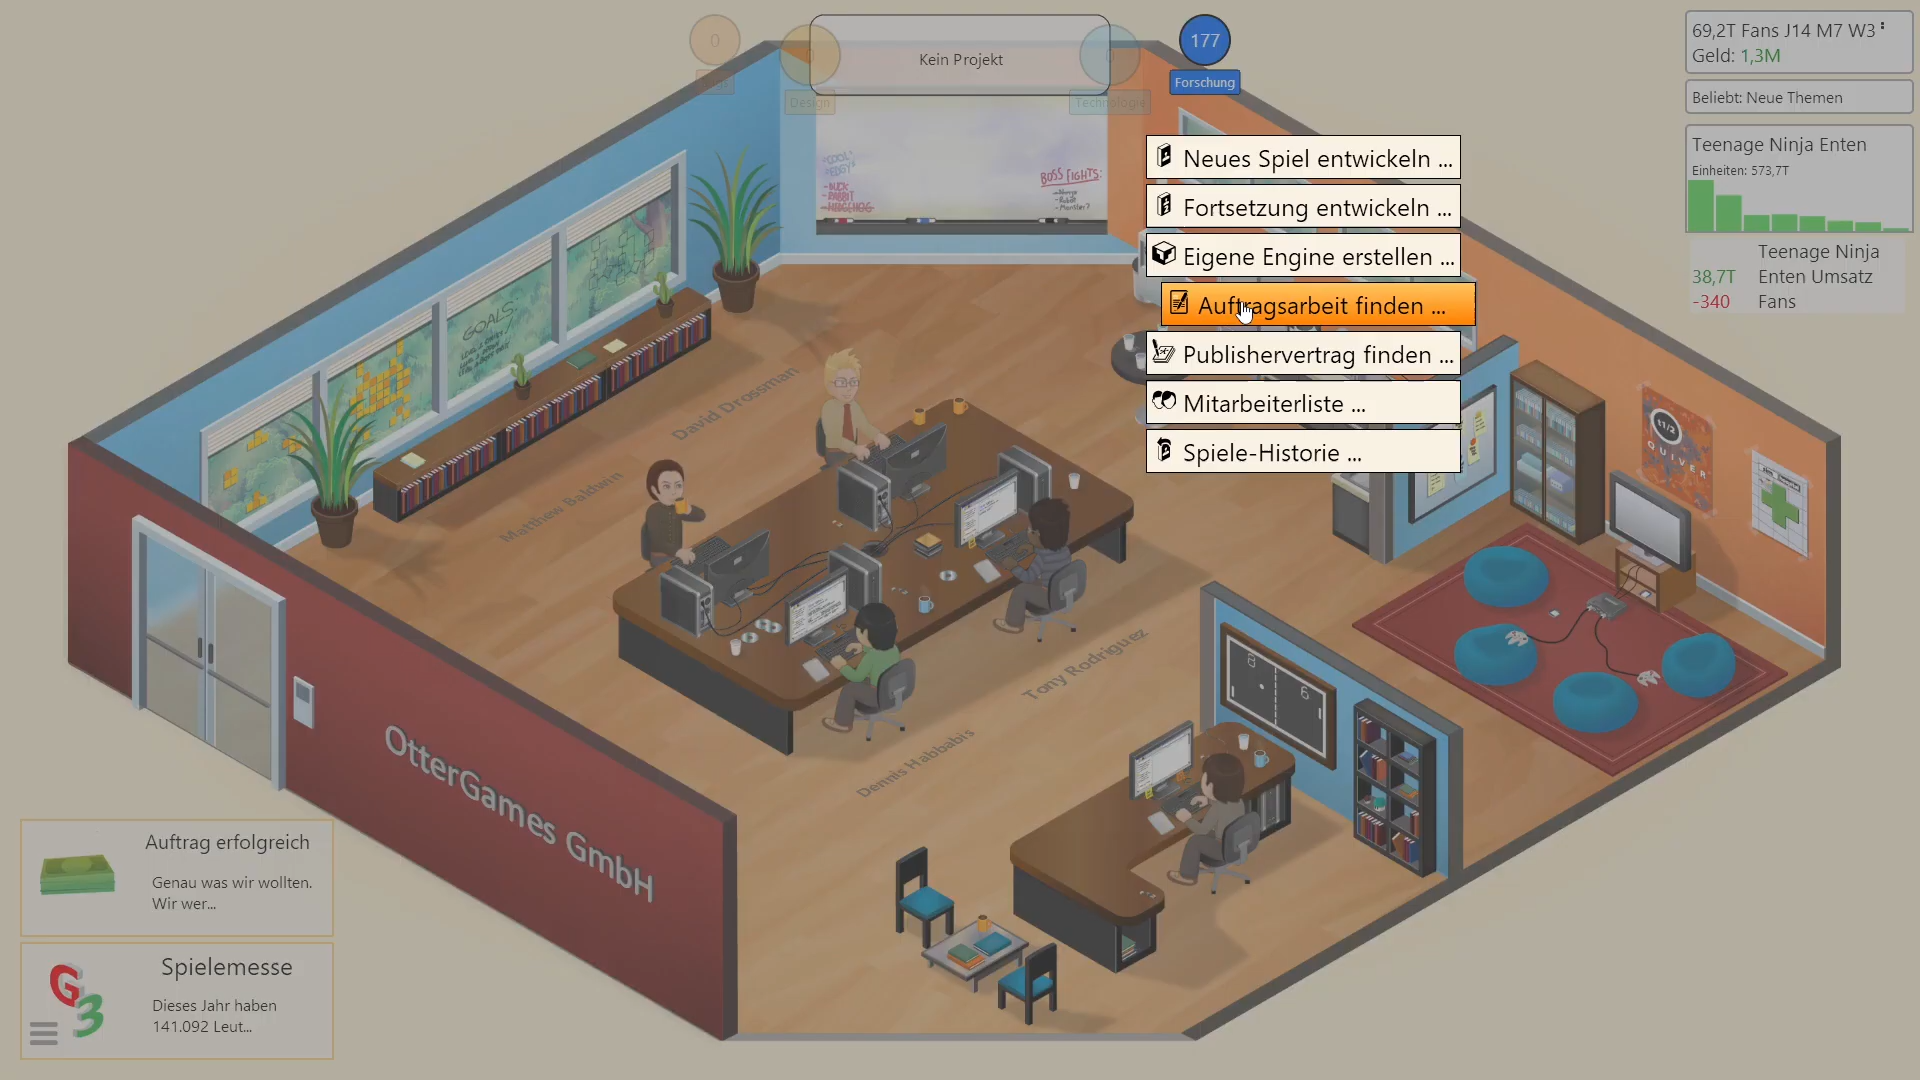 0
Kein Projekt
177
Forschung
Design
Technologie
69,2T Fans J14 M7 W3
Geld: 1,3M
Beliebt: Neue Themen
Teenage Ninja Enten
Einheiten: 573,7T
Teenage Ninja
38,7T Enten Umsatz
-340 Fans
Neues Spiel entwickeln ...
Fortsetzung entwickeln ...
Eigene Engine erstellen ...
Auftragsarbeit finden ...
Publishervertrag finden ...
Mitarbeiterliste ...
Spiele-Historie ...
BOSS FIGHTS:
GOALS:
David Drossman
Matthew Baldwin
Tony Rodriguez
Dennis Habbabis
11/2
QUIVER
OtterGames GmbH
Auftrag erfolgreich
Genau was wir wollten.
Wir wer...
G3
Spielemesse
Dieses Jahr haben
141.092 Leut...